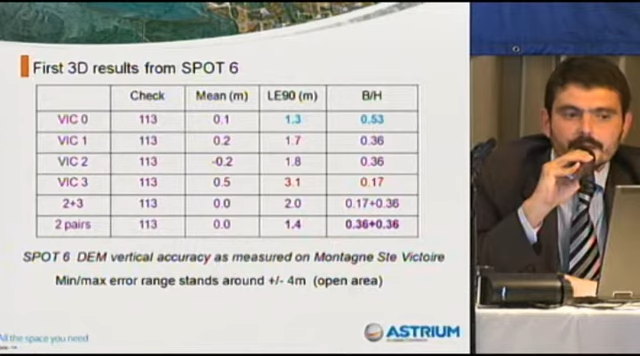 First 3D results from SPOT 6
Check Mean (m) LE90 (m) B/H
VIC 0 113 0.1 1.3 0.53
VIC 1 113 0.2 1.7 0.36
VIC 2 113 -0.2 1.8 0.36
VIC 3 113 0.5 3.1 0.17
2+3 113 0.0 2.0 0.17+0.36
2 pairs 113 0.0 1.4 0.36+0.36
SPOT 6 DEM vertical accuracy as measured on Montagne Ste Victoire
Min/max error range stands around +/- 4m (open area)
All the space you need
ASTRIUM